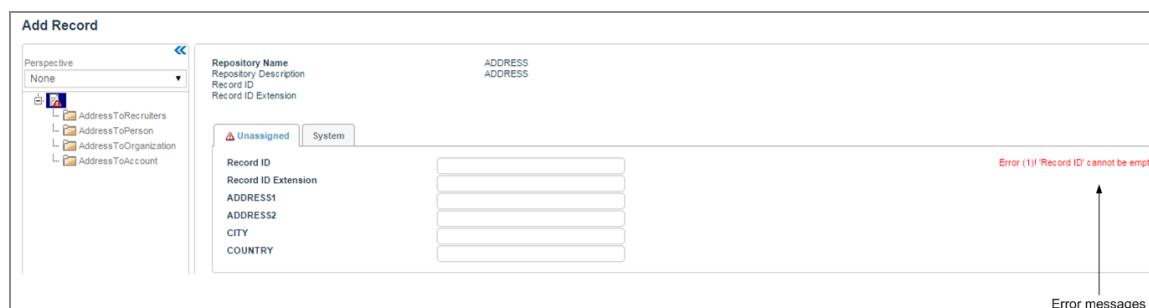 Add Record
Perspective
None
AddressToRecruiters
AddressToPerson
AddressToOrganization
AddressToAccount
Repository Name ADDRESS
Repository Description ADDRESS
Record ID
Record ID Extension
Unassigned System
Record ID Error (1)! 'Record ID' cannot be empt
Record ID Extension
ADDRESS1
ADDRESS2
CITY
COUNTRY
Error messages